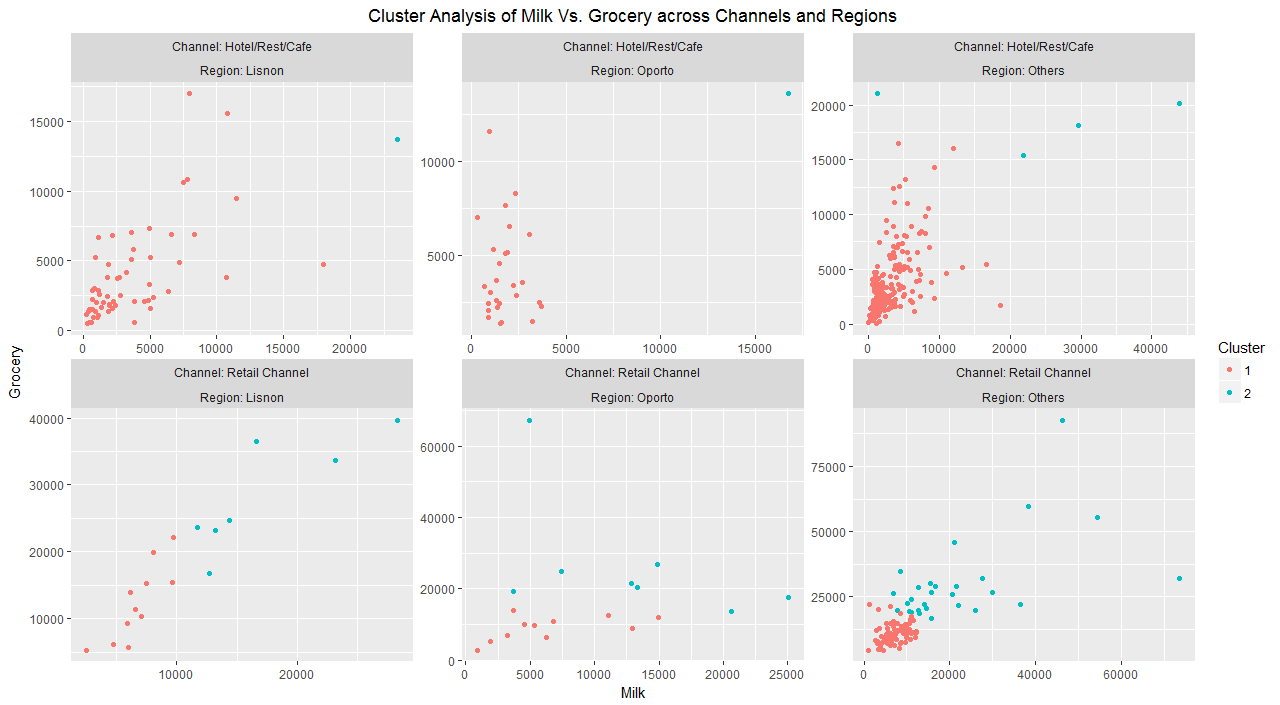 Cluster Analysis of Milk Vs. Grocery across Channels and Regions
Channel: Hotel/Rest/Cafe
Region: Lisnon
Channel: Hotel/Rest/Cafe
Region: Oporto
Channel: Hotel/Rest/Cafe
Region: Others
15000
10000
5000
0
0 5000 10000 15000 20000
10000
5000
0 5000 10000 15000
20000
15000
10000
5000
0
0 10000 20000 30000 40000
Channel: Retail Channel
Region: Lisnon
Channel: Retail Channel
Region: Oporto
Channel: Retail Channel
Region: Others
40000
30000
20000
10000
10000 20000
60000
40000
20000
0
0 5000 10000 15000 20000 25000
75000
50000
25000
0 20000 40000 60000
Grocery
Milk
Cluster
1
2